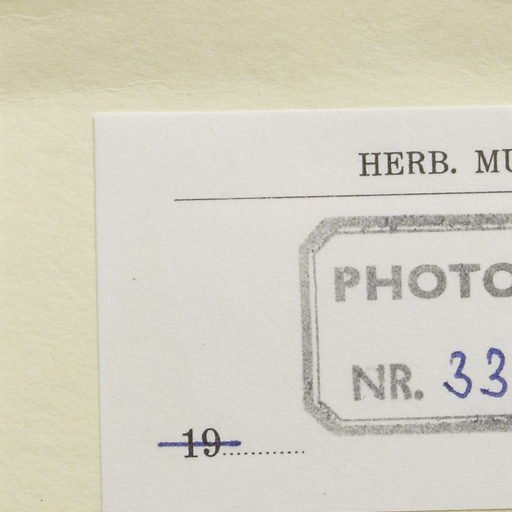 HERB. MU
PHOTO
NR. 33
19..............